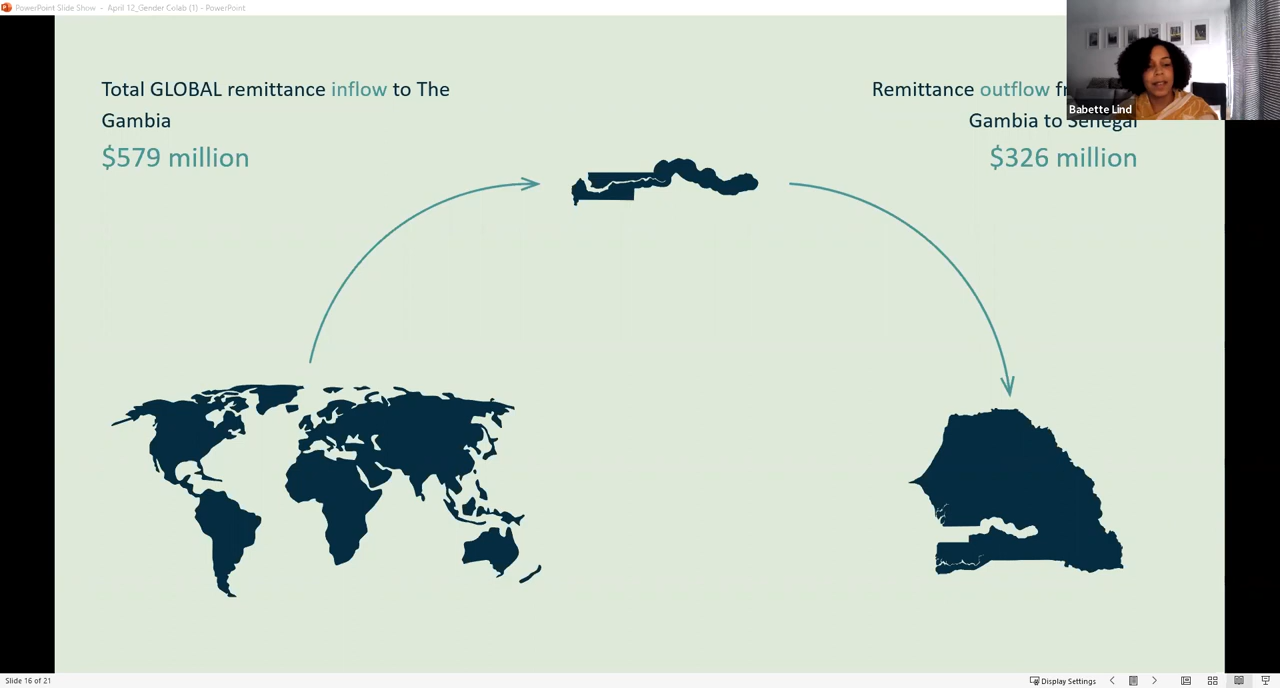 PowerPoint Slide Show - April 12_Gender Colab (1) - PowerPoint
Total GLOBAL remittance inflow to The
Gambia
$579 million
Remittance outflow
Gambia to Senegal
$326 million
Babette Lind
Slide 16 of 21
Display Settings